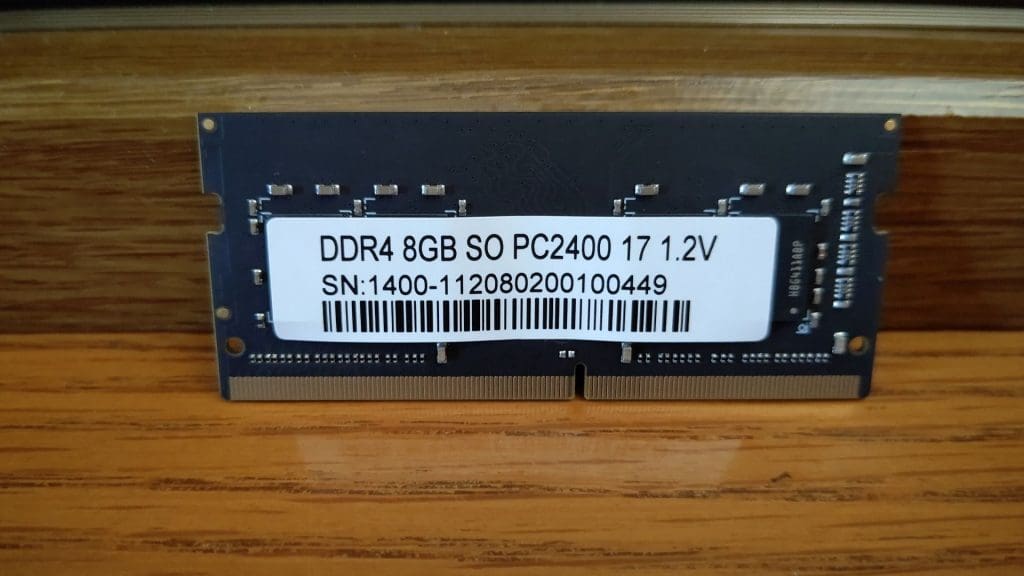 DDR4 8GB SO PC2400 17 1.2V
SN:1400-112080200100449